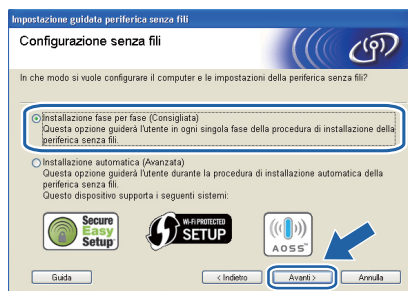 Impostazione guidata periferica senza fili
Configurazione senza fili
In che modo si vuole configurare il computer e le impostazioni della periferica senza fili?
Installazione fase per fase (Consigliata)
Questa opzione guiderà l'utente in ogni singola fase della procedura di installazione della
periferica senza fili.
Installazione automatica (Avanzata)
Questa opzione guiderà l'utente durante la procedura di installazione automatica della
periferica senza fili.
Questo dispositivo supporta i seguenti sistemi:
Secure
Easy
Setup
WI-FI PROTECTED
SETUP
AOSS™
Guida
< Indietro
Avanti >
Annulla